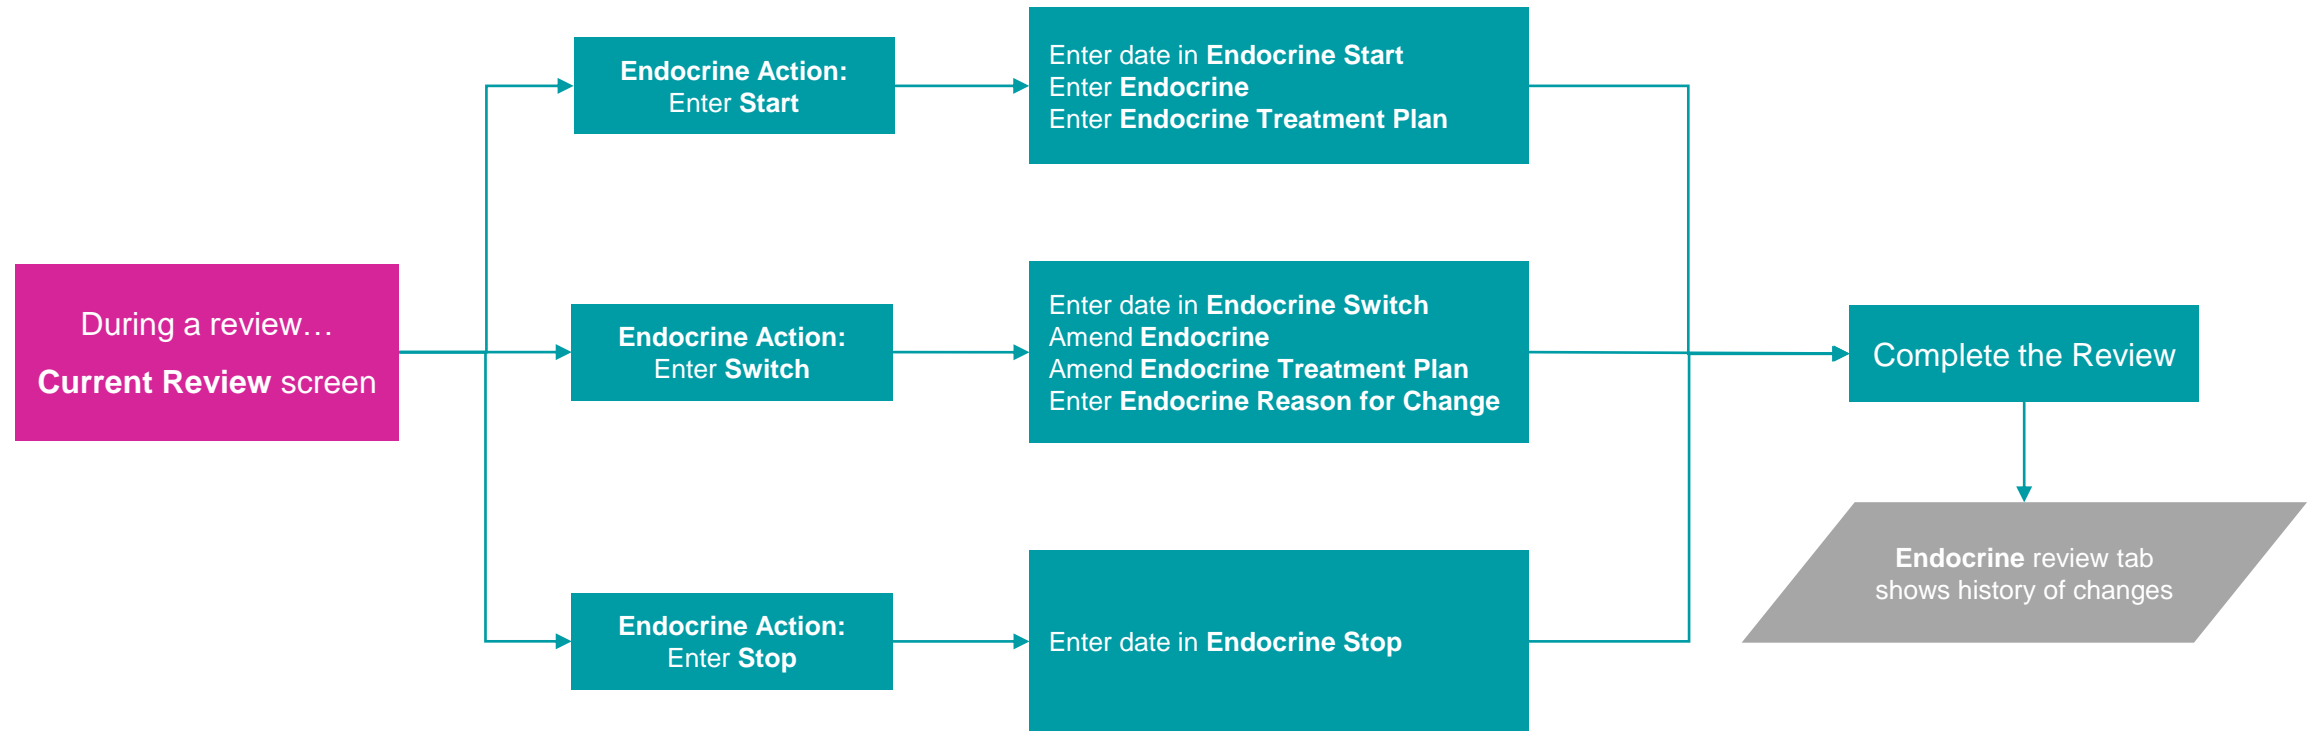 During a review…
Current Review screen
Endocrine Action:
Enter Start
Enter date in Endocrine Start
Enter Endocrine
Enter Endocrine Treatment Plan
Endocrine Action:
Enter Switch
Enter date in Endocrine Switch
Amend Endocrine
Amend Endocrine Treatment Plan
Enter Endocrine Reason for Change
Endocrine Action:
Enter Stop
Enter date in Endocrine Stop
Complete the Review
Endocrine review tab
shows history of changes